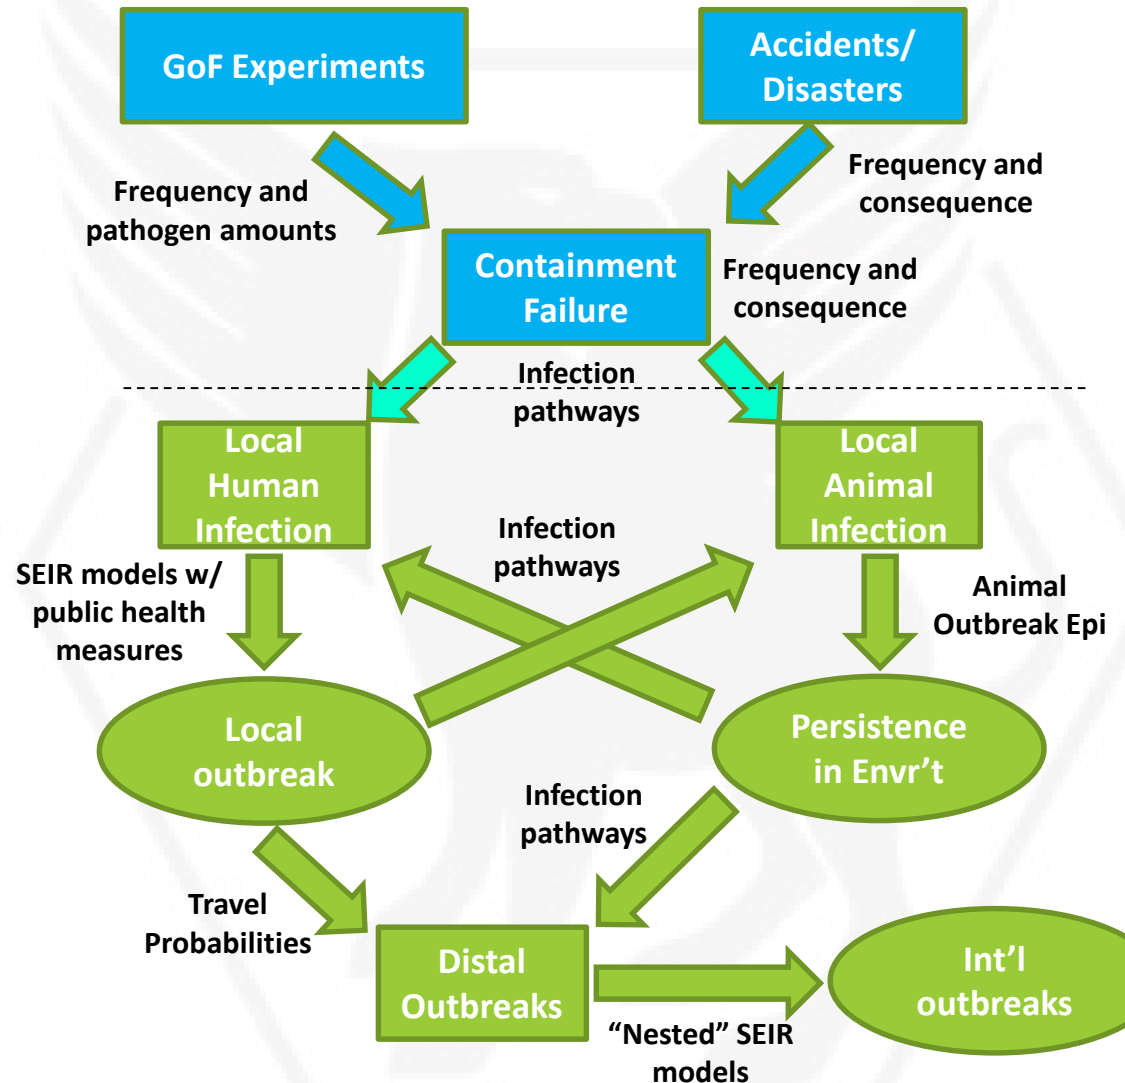 GoF Experiments
Accidents/
Disasters
Frequency and
pathogen amounts
Frequency and
consequence
Containment
Failure
Frequency and
consequence
Infection
pathways
Local
Human
Infection
Local
Animal
Infection
Infection
pathways
SEIR models w/
public health
measures
Animal
Outbreak Epi
Local
outbreak
Persistence
in Envr’t
Infection
pathways
Travel
Probabilities
Distal
Outbreaks
Int’l
outbreaks
“Nested” SEIR
models